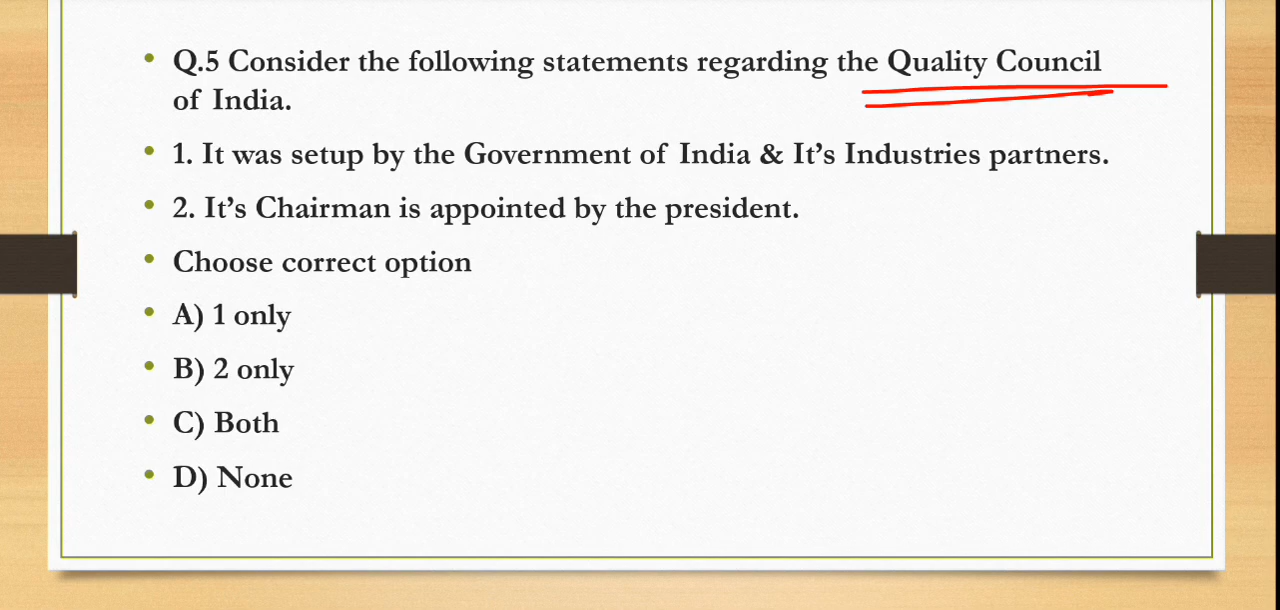 • Q.5 Consider the following statements regarding the Quality Council
of India.
• 1. It was setup by the Government of India & It's Industries partners.
• 2. It's Chairman is appointed by the president.
• Choose correct option
• A) 1 only
• B) 2 only
• C) Both
• D) None